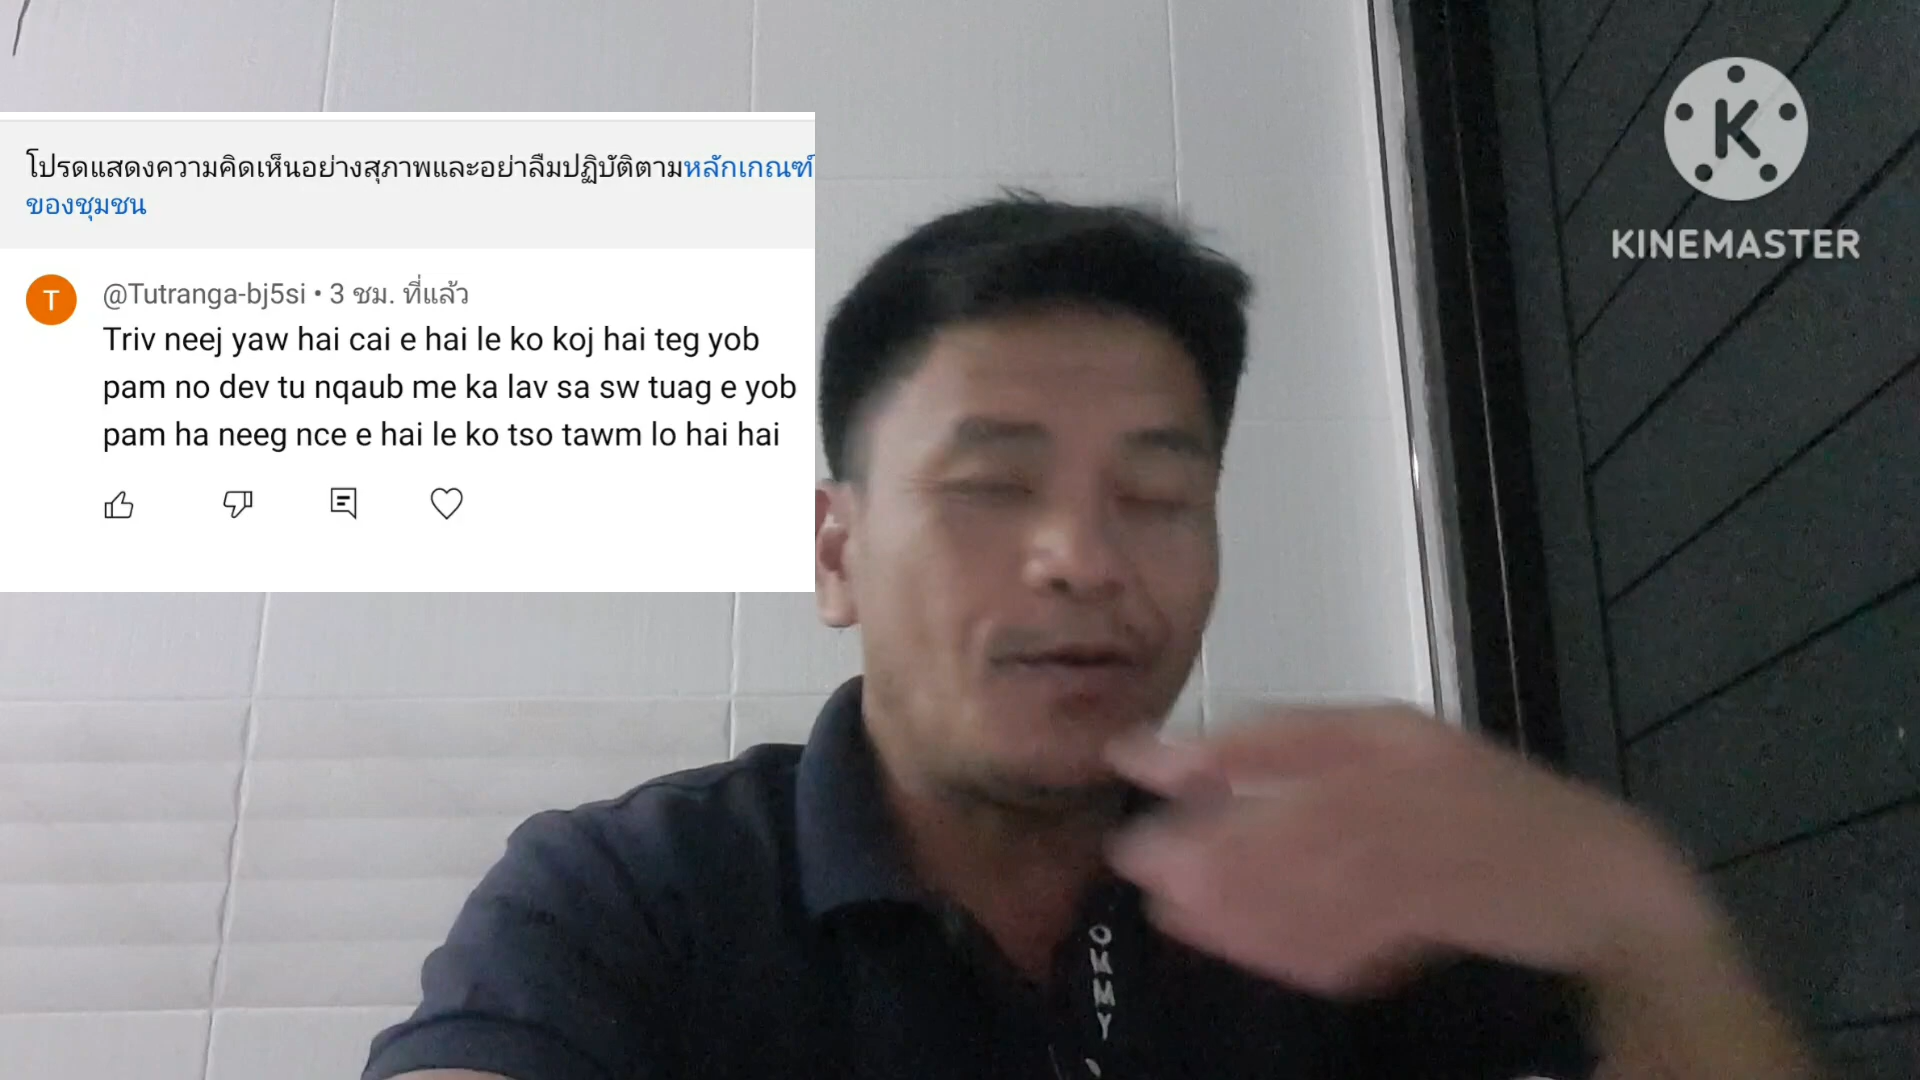 โปรดแสดงความคิดเห็นอย่างสุภาพและอย่าลืมปฏิบัติตามหลักเกณฑ์
ของชุมชน
T
@Tutranga-bj5si • 3 ชม. ที่แล้ว
Triv neej yaw hai cai e hai le ko koj hai teg yob
pam no dev tu nqaub me ka lav sa sw tuag e yob
pam ha neeg nce e hai le ko tso tawm lo hai hai
K
KINEMASTER
OMMY